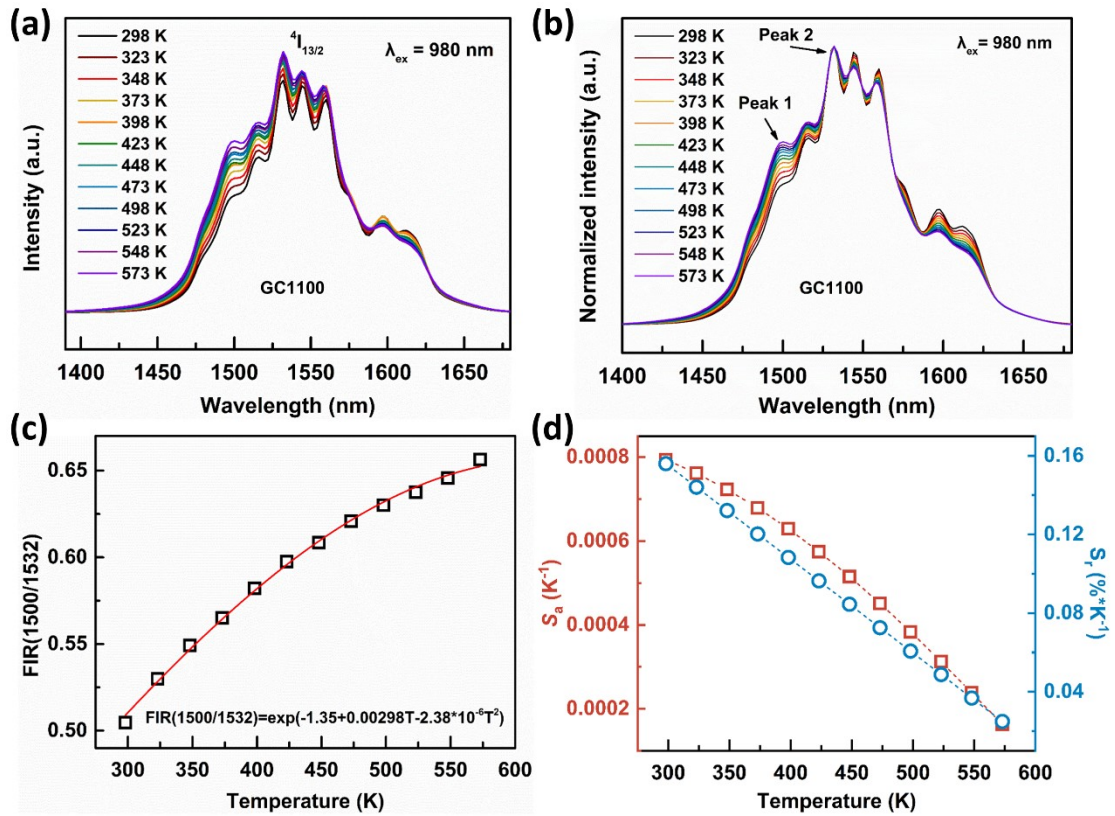 (a)
298 K
323 K
348 K
373 K
398 K
423 K
448 K
473 K
498 K
523 K
548 K
573 K
⁴I₁₃/₂
λex = 980 nm
GC1100
Intensity (a.u.)
1400 1450 1500 1550 1600 1650
Wavelength (nm)
(b)
298 K
323 K
348 K
373 K
398 K
423 K
448 K
473 K
498 K
523 K
548 K
573 K
Peak 2
Peak 1
λex = 980 nm
GC1100
Normalized intensity (a.u.)
1400 1450 1500 1550 1600 1650
Wavelength (nm)
(c)
0.65
0.60
0.55
0.50
FIR(1500/1532)
FIR(1500/1532)=exp(-1.35+0.00298T-2.38*10⁻⁶T²)
300 350 400 450 500 550 600
Temperature (K)
(d)
0.0008
0.0006
0.0004
0.0002
Sa (K⁻¹)
0.16
0.12
0.08
0.04
Sr (%*K⁻¹)
300 350 400 450 500 550 600
Temperature (K)